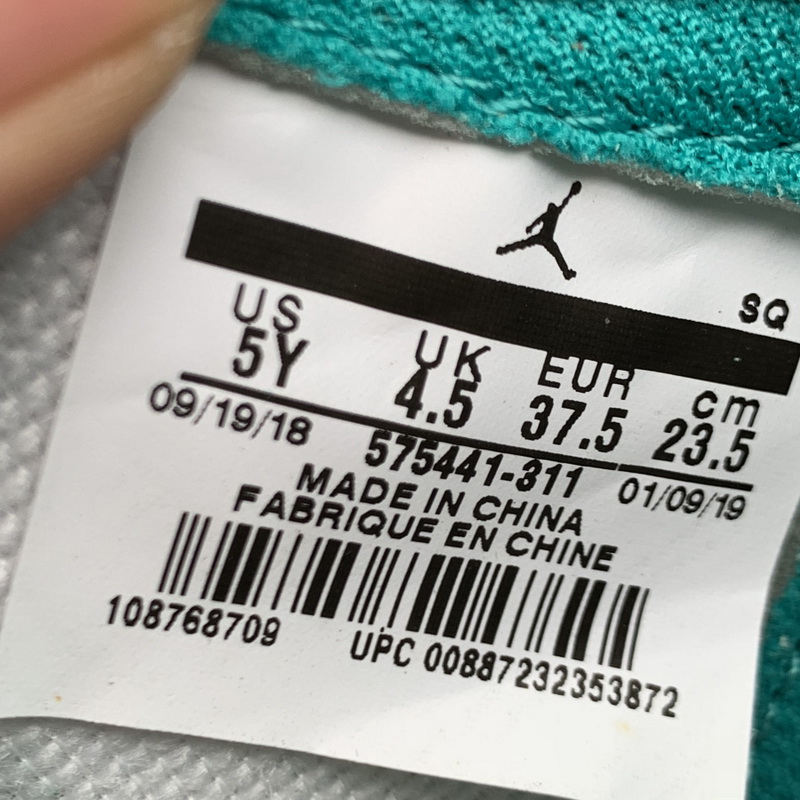 SQ
US UK EUR cm
5Y 4.5 37.5 23.5
09/19/18 575441-311 01/09/19
MADE IN CHINA
FABRIQUE EN CHINE
108768709 UPC 00887232353872